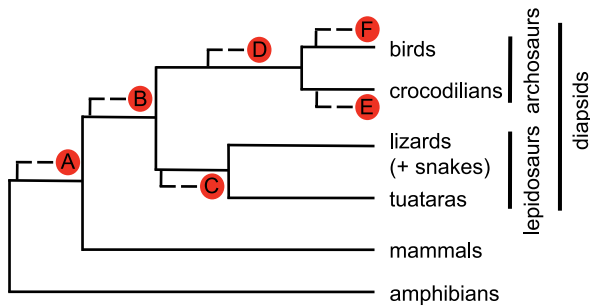 F
D
birds
B
crocodilians
E
A
lizards
(+ snakes)
C
tuataras
mammals
amphibians
archosaurs
lepidosaurs
diapsids